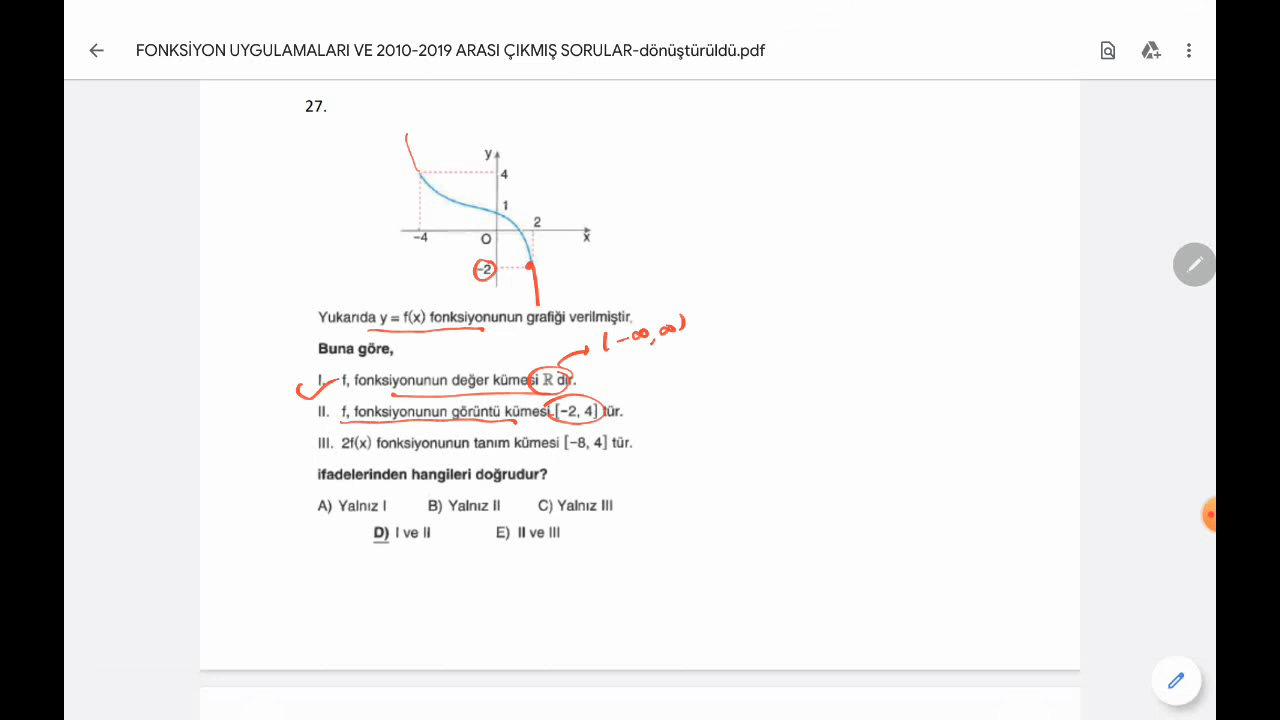 FONKSİYON UYGULAMALARI VE 2010-2019 ARASI ÇIKMIŞ SORULAR-dönüştürüldü.pdf
27.
y
4
1
2
-4
O
x
-2
Yukarıda y = f(x) fonksiyonunun grafiği verilmiştir.
(-∞, ∞)
Buna göre,
I. f, fonksiyonunun değer kümesi ℝ dir.
II. f, fonksiyonunun görüntü kümesi [-2, 4] tür.
III. 2f(x) fonksiyonunun tanım kümesi [-8, 4] tür.
ifadelerinden hangileri doğrudur?
A) Yalnız I B) Yalnız II C) Yalnız III
D) I ve II E) II ve III